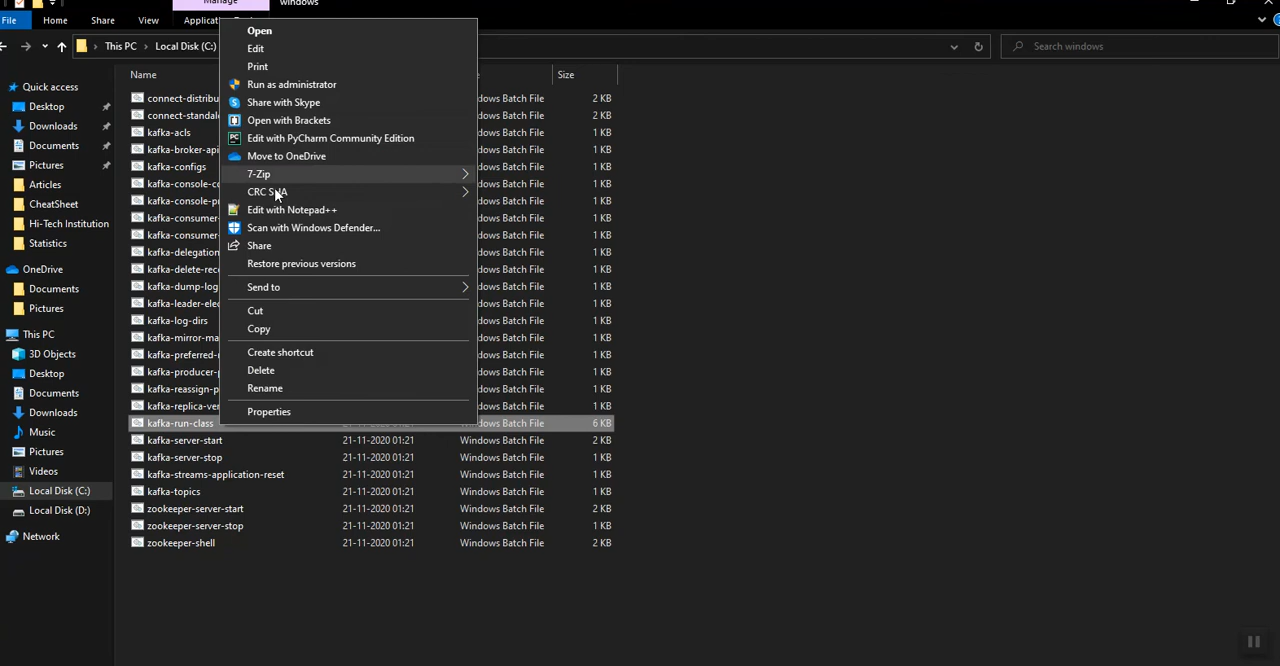 Manage
windows
File Home Share View Applicat
This PC Local Disk (C:)
Search windows
Name
Size
Quick access
Desktop
Downloads
Documents
Pictures
Articles
CheatSheet
Hi-Tech Institution
Statistics
OneDrive
Documents
Pictures
This PC
3D Objects
Desktop
Documents
Downloads
Music
Pictures
Videos
Local Disk (C:)
Local Disk (D:)
Network
Open
Edit
Print
Run as administrator
Share with Skype
Open with Brackets
Edit with PyCharm Community Edition
Move to OneDrive
7-Zip
CRC SHA
Edit with Notepad++
Scan with Windows Defender...
Share
Restore previous versions
Send to
Cut
Copy
Create shortcut
Delete
Rename
Properties
connect-distribu dows Batch File 2 KB
connect-standal dows Batch File 2 KB
kafka-acls dows Batch File 1 KB
kafka-broker-api dows Batch File 1 KB
kafka-configs dows Batch File 1 KB
kafka-console-co dows Batch File 1 KB
kafka-console-p dows Batch File 1 KB
kafka-consumer- dows Batch File 1 KB
kafka-consumer- dows Batch File 1 KB
kafka-delegation dows Batch File 1 KB
kafka-delete-reco dows Batch File 1 KB
kafka-dump-log dows Batch File 1 KB
kafka-leader-elec dows Batch File 1 KB
kafka-log-dirs dows Batch File 1 KB
kafka-mirror-ma dows Batch File 1 KB
kafka-preferred-r dows Batch File 1 KB
kafka-producer-p dows Batch File 1 KB
kafka-reassign-p dows Batch File 1 KB
kafka-replica-ver dows Batch File 1 KB
kafka-run-class dows Batch File 6 KB
kafka-server-start 21-11-2020 01:21 Windows Batch File 2 KB
kafka-server-stop 21-11-2020 01:21 Windows Batch File 1 KB
kafka-streams-application-reset 21-11-2020 01:21 Windows Batch File 1 KB
kafka-topics 21-11-2020 01:21 Windows Batch File 1 KB
zookeeper-server-start 21-11-2020 01:21 Windows Batch File 2 KB
zookeeper-server-stop 21-11-2020 01:21 Windows Batch File 1 KB
zookeeper-shell 21-11-2020 01:21 Windows Batch File 2 KB